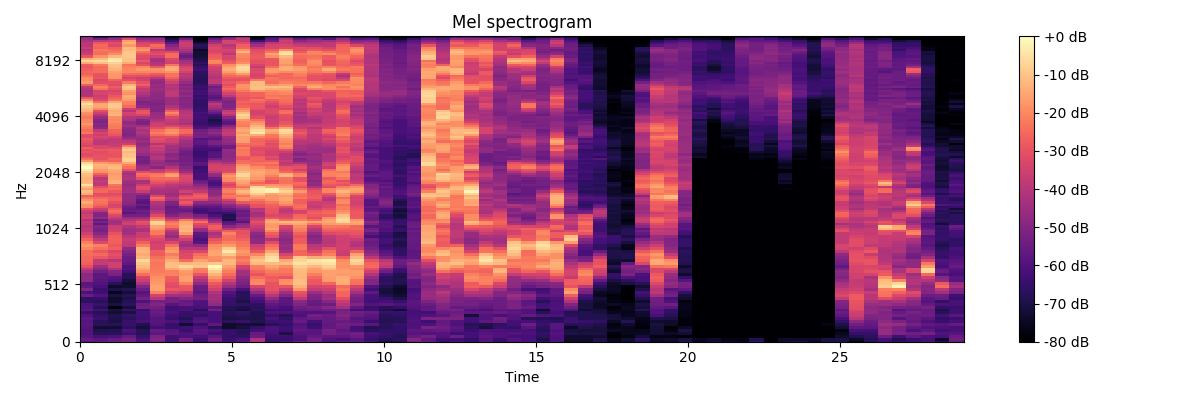 Mel spectrogram
Hz
8192
4096
2048
1024
512
0
0 5 10 15 20 25
Time
+0 dB
-10 dB
-20 dB
-30 dB
-40 dB
-50 dB
-60 dB
-70 dB
-80 dB